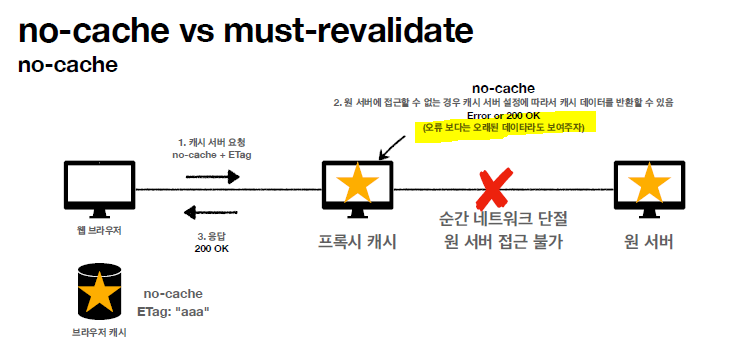 no-cache vs must-revalidate
no-cache
no-cache
2. 원 서버에 접근할 수 없는 경우 캐시 서버 설정에 따라서 캐시 데이터를 반환할 수 있음
Error or 200 OK
(오류 보다는 오래된 데이터라도 보여주자)
1. 캐시 서버 요청
no-cache + ETag
웹 브라우저
3. 응답
200 OK
프록시 캐시
순간 네트워크 단절
원 서버 접근 불가
원 서버
no-cache
ETag: "aaa"
브라우저 캐시